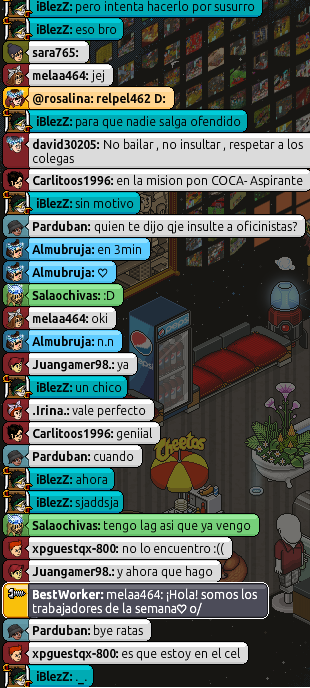 iBlezZ: pero intenta hacerlo por susurro
iBlezZ: eso bro
sara765:
melaa464: jej
@rosalina: relpel462 D:
iBlezZ: para que nadie salga ofendido
david30205: No bailar , no insultar , respetar a los
colegas
Carlitoos1996: en la mision pon COCA- Aspirante
iBlezZ: sin motivo
Parduban: quien te dijo qje insulte a oficinistas?
Almubruja: en 3min
Almubruja: ♡
Salaochivas: :D
melaa464: oki
Almubruja: n.n
Juangamer98.: ya
iBlezZ: un chico
.Irina.: vale perfecto
Carlitoos1996: geniial
Parduban: cuando
Cheetos
iBlezZ: ahora
iBlezZ: sjaddsja
Salaochivas: tengo lag asi que ya vengo
xpguestqx-800: no lo encuentro :((
Juangamer98.: y ahora que hago
BestWorker: melaa464: ¡Hola! somos los
trabajadores de la semana♡ o/
Parduban: bye ratas
xpguestqx-800: es que estoy en el cel
iBlezZ: ._.